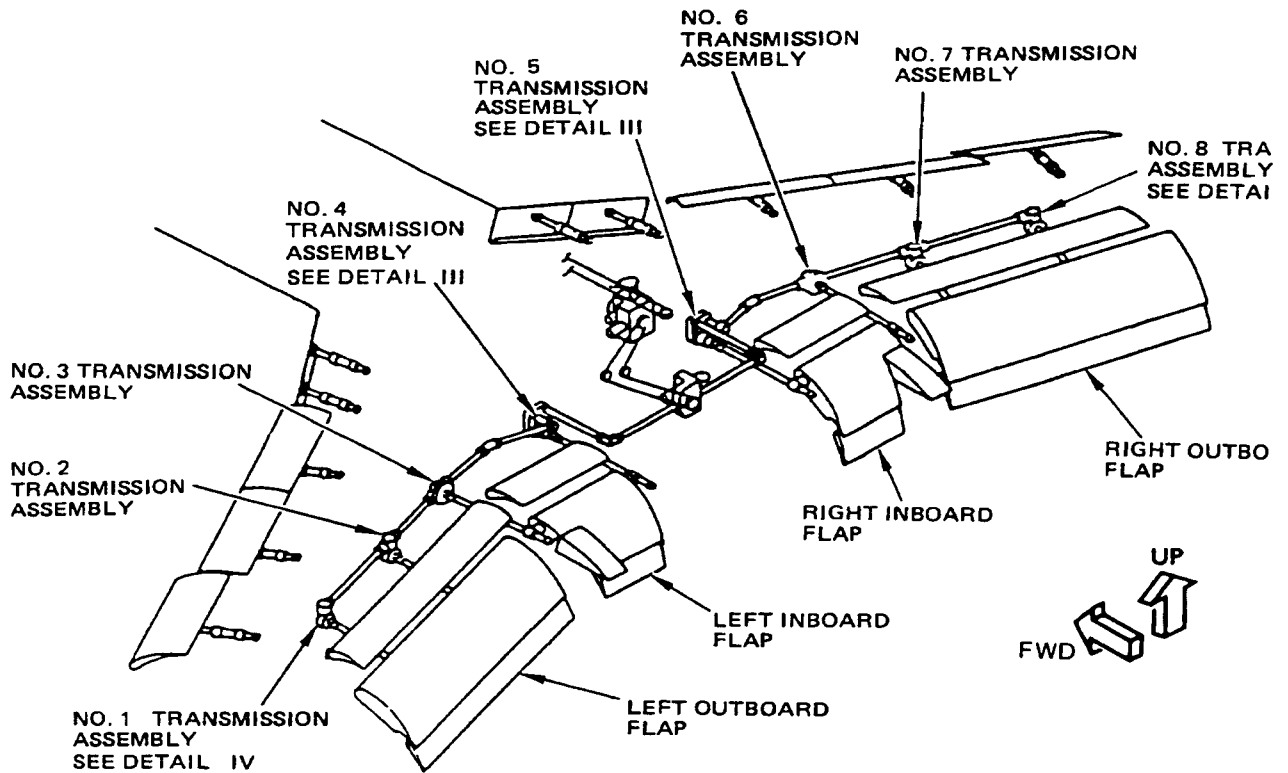 NO. 6
TRANSMISSION
ASSEMBLY
NO. 7 TRANSMISSION
ASSEMBLY
NO. 5
TRANSMISSION
ASSEMBLY
SEE DETAIL III
NO. 8 TRA
ASSEMBLY
SEE DETAI
NO. 4
TRANSMISSION
ASSEMBLY
SEE DETAIL III
NO. 3 TRANSMISSION
ASSEMBLY
NO. 2
TRANSMISSION
ASSEMBLY
RIGHT OUTBO
FLAP
RIGHT INBOARD
FLAP
UP
FWD
LEFT INBOARD
FLAP
LEFT OUTBOARD
FLAP
NO. 1 TRANSMISSION
ASSEMBLY
SEE DETAIL IV